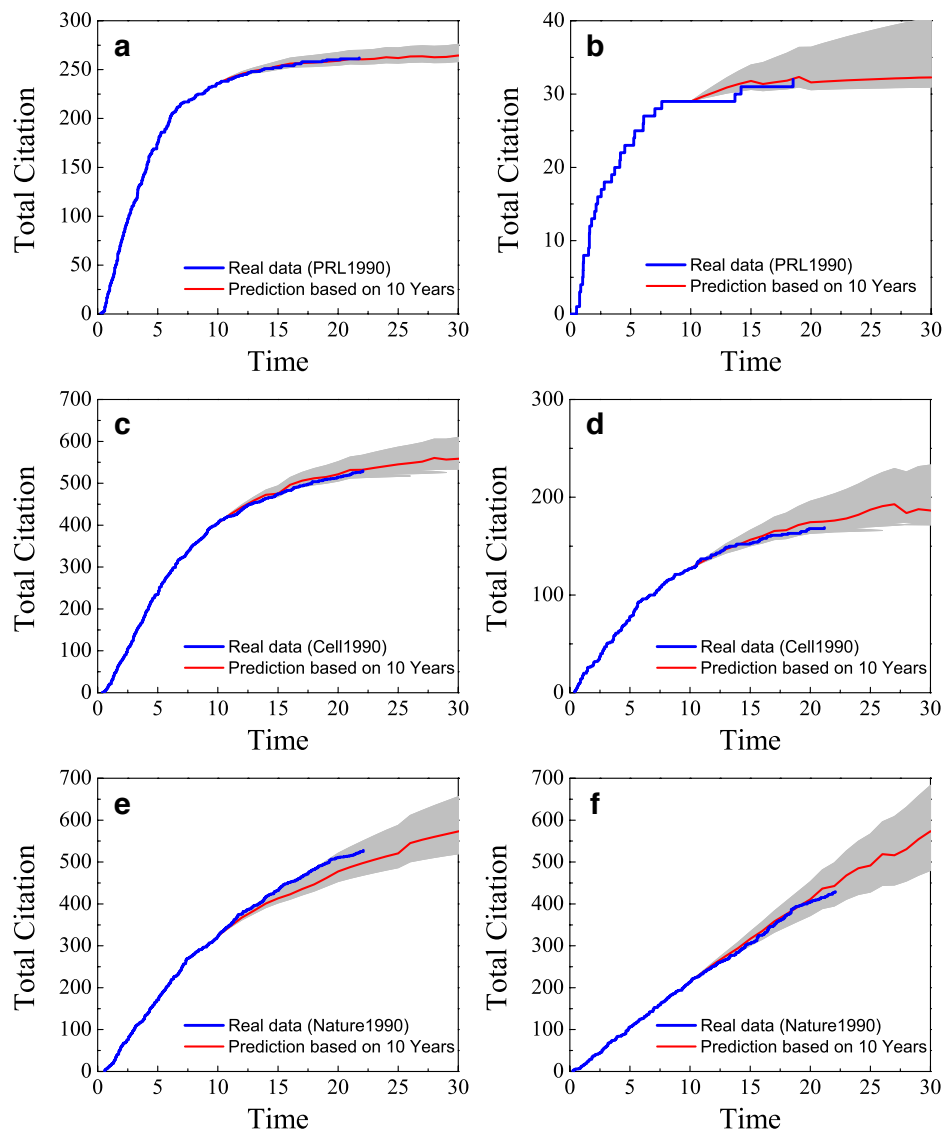 a
300
250
200
150
100
50
0
Total Citation
Real data (PRL1990)
Prediction based on 10 Years
0 5 10 15 20 25 30
Time
b
40
30
20
10
0
Total Citation
Real data (PRL1990)
Prediction based on 10 Years
0 5 10 15 20 25 30
Time
c
700
600
500
400
300
200
100
0
Total Citation
Real data (Cell1990)
Prediction based on 10 Years
0 5 10 15 20 25 30
Time
d
300
200
100
0
Total Citation
Real data (Cell1990)
Prediction based on 10 Years
0 5 10 15 20 25 30
Time
e
700
600
500
400
300
200
100
0
Total Citation
Real data (Nature1990)
Prediction based on 10 Years
0 5 10 15 20 25 30
Time
f
700
600
500
400
300
200
100
0
Total Citation
Real data (Nature1990)
Prediction based on 10 Years
0 5 10 15 20 25 30
Time